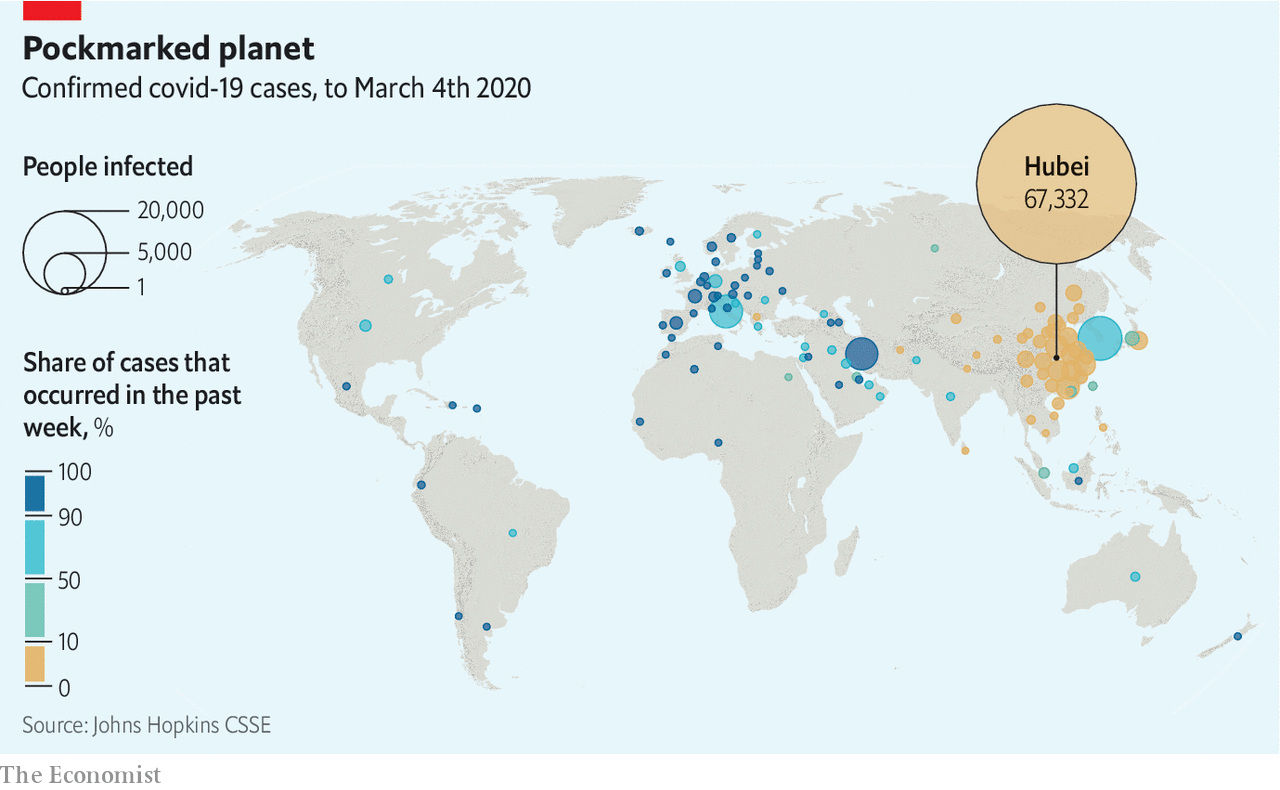 Pockmarked planet
Confirmed covid-19 cases, to March 4th 2020
People infected
20,000
5,000
1
Hubei
67,332
Share of cases that
occurred in the past
week, %
100
90
50
10
0
Source: Johns Hopkins CSSE
The Economist